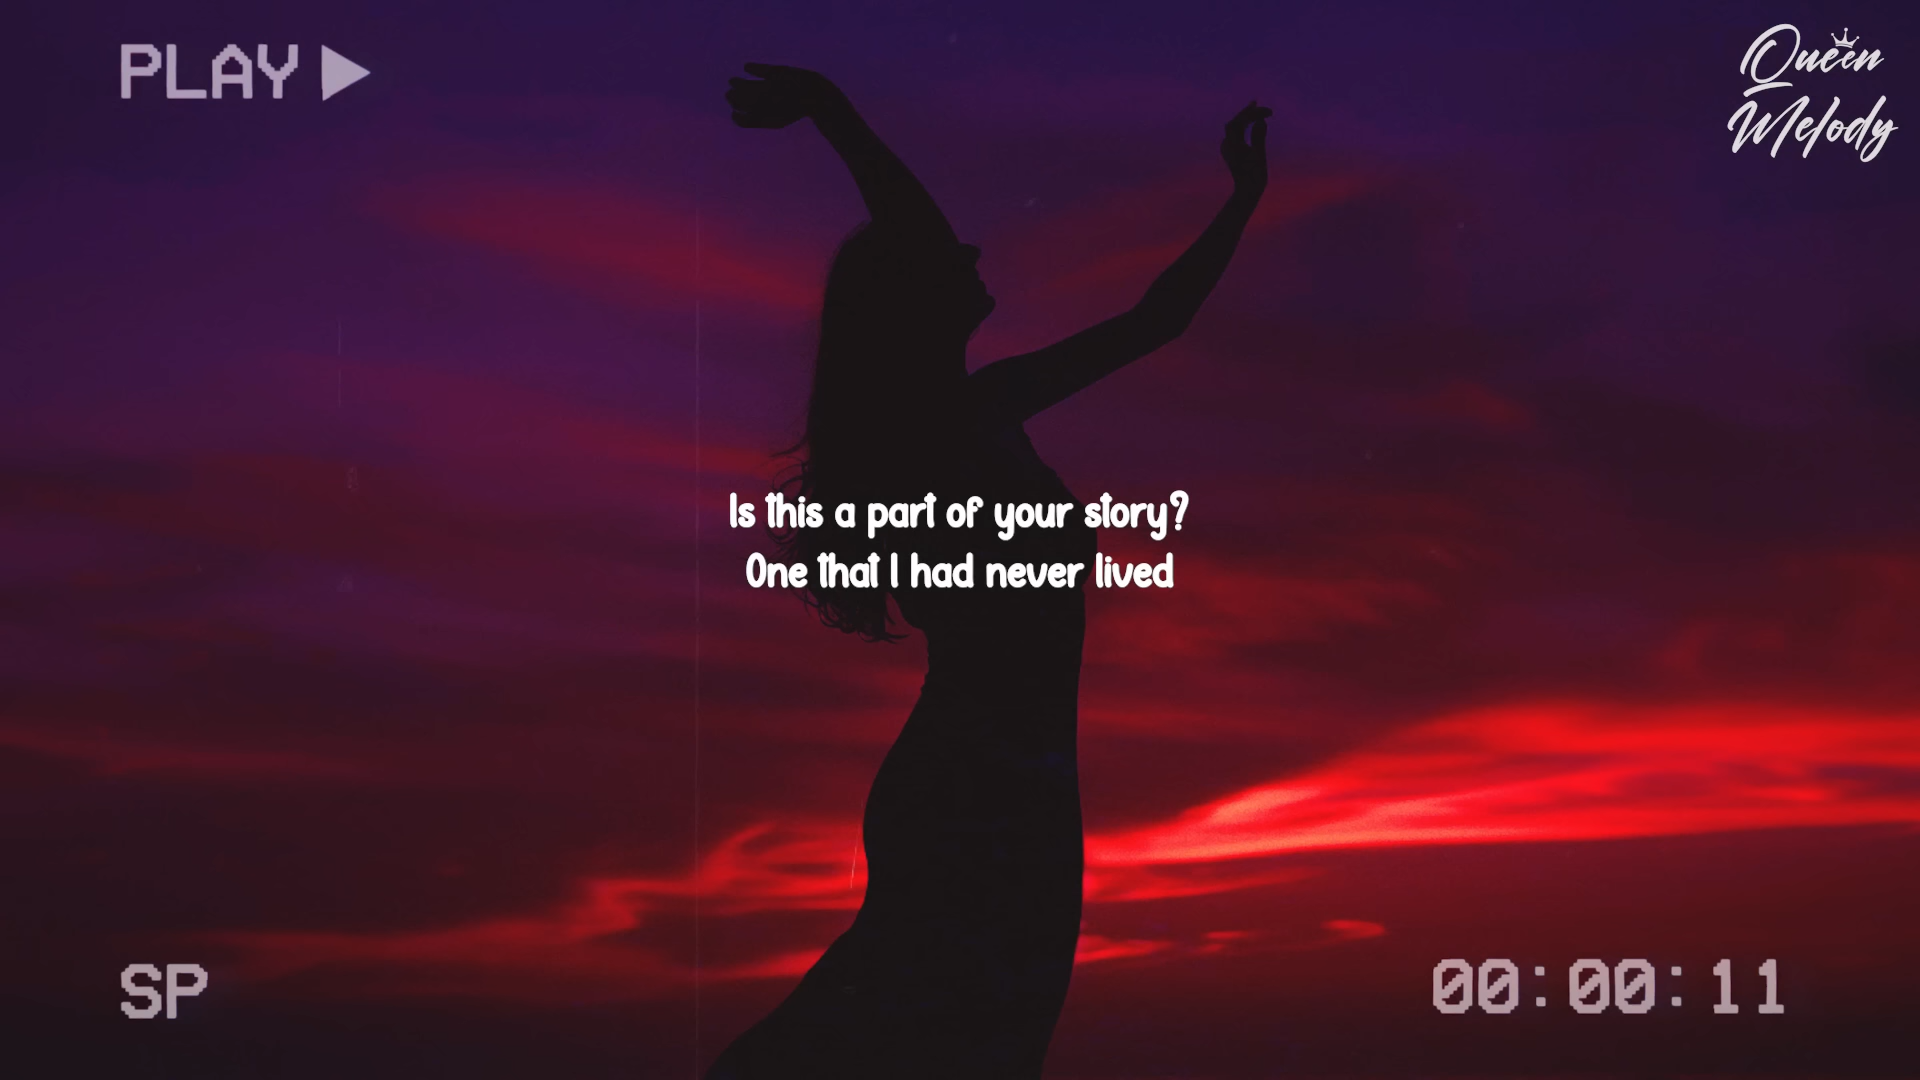 PLAY
Queen
Melody
Is this a part of your story?
One that I had never lived
SP
00:00:11